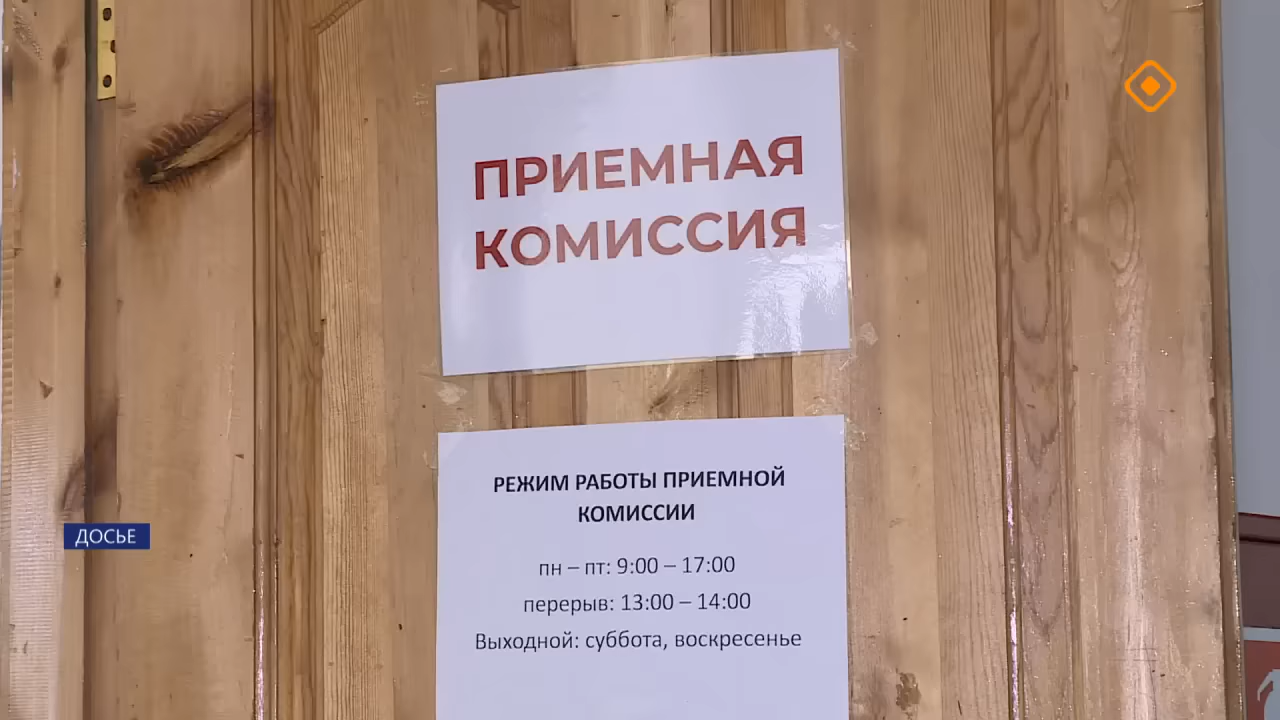 ПРИЕМНАЯ
КОМИССИЯ
РЕЖИМ РАБОТЫ ПРИЕМНОЙ
КОМИССИИ
пн – пт: 9:00 – 17:00
перерыв: 13:00 – 14:00
Выходной: суббота, воскресенье
ДОСЬЕ